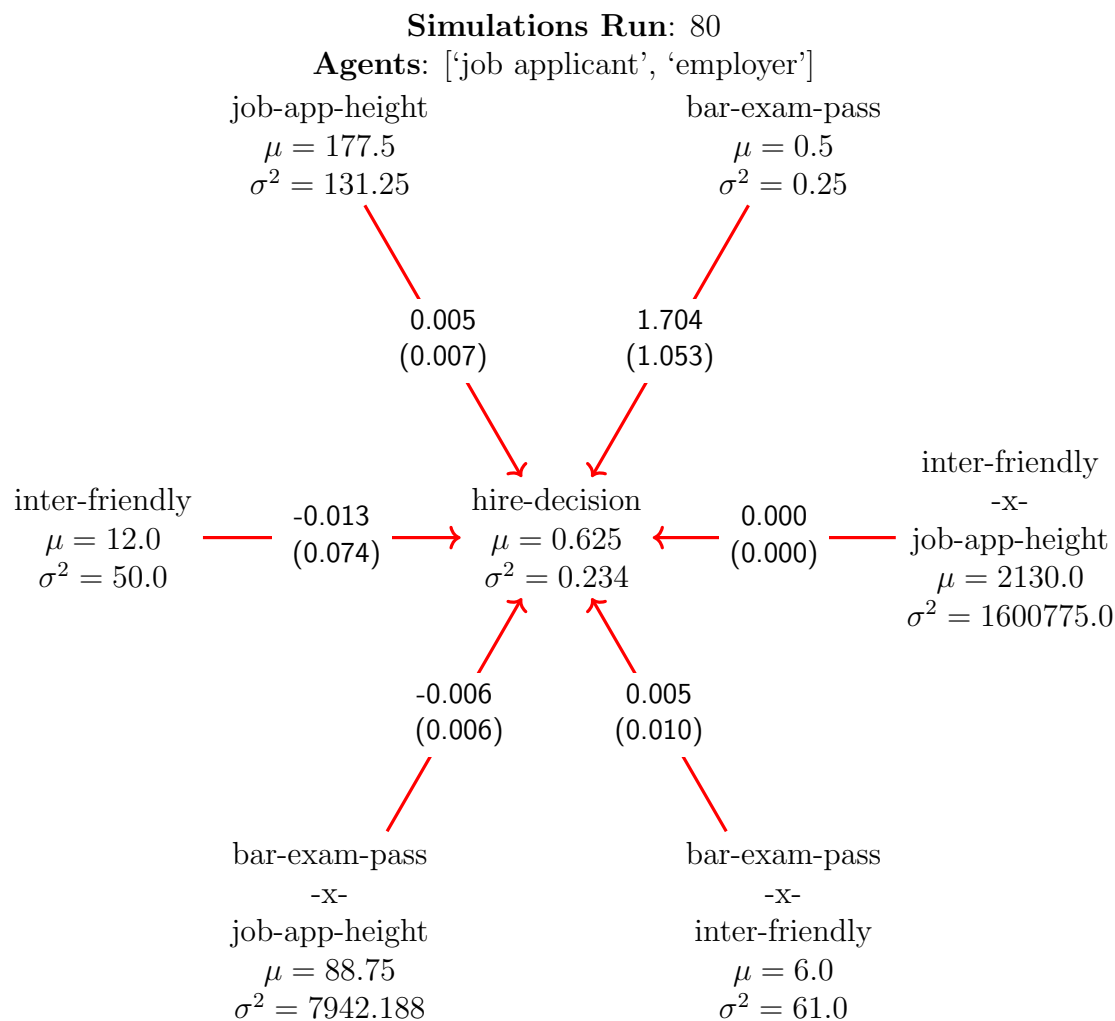 Simulations Run: 80
Agents: [‘job applicant’, ‘employer’]
job-app-height
μ = 177.5
σ² = 131.25
bar-exam-pass
μ = 0.5
σ² = 0.25
0.005
(0.007)
1.704
(1.053)
inter-friendly
μ = 12.0
σ² = 50.0
-0.013
(0.074)
hire-decision
μ = 0.625
σ² = 0.234
0.000
(0.000)
inter-friendly
-x-
job-app-height
μ = 2130.0
σ² = 1600775.0
-0.006
(0.006)
0.005
(0.010)
bar-exam-pass
-x-
job-app-height
μ = 88.75
σ² = 7942.188
bar-exam-pass
-x-
inter-friendly
μ = 6.0
σ² = 61.0